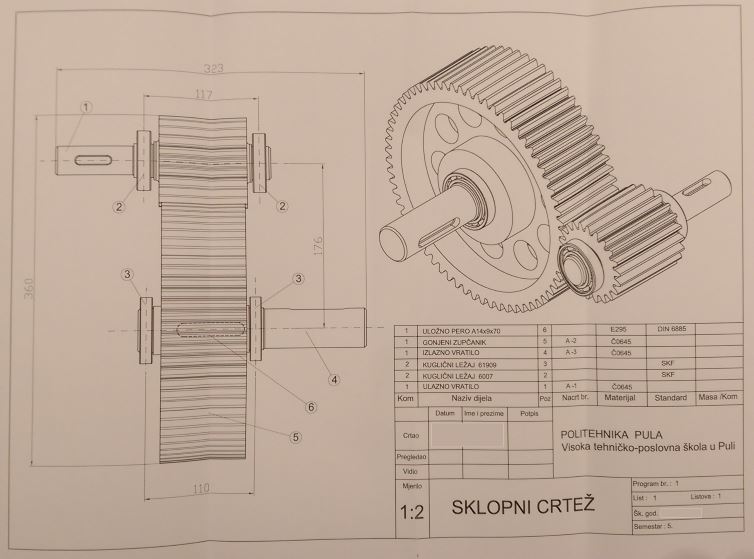 323
117
1
2
2
176
360
3
3
4
6
5
110
1 ULOŽNO PERO A14x9x70 6 E295 DIN 6885
1 GONJENI ZUPČANIK 5 A -2 Č0645
1 IZLAZNO VRATILO 4 A -3 Č0645
2 KUGLIČNI LEŽAJ 61909 3 SKF
2 KUGLIČNI LEŽAJ 6007 2 SKF
1 ULAZNO VRATILO 1 A -1 Č0645
Kom Naziv dijela Poz Nacrt br. Materijal Standard Masa /Kom
Datum Ime i prezime Potpis
Crtao
Pregledao
Vidio
POLITEHNIKA PULA
Visoka tehničko-poslovna škola u Puli
Mjerilo
1:2
SKLOPNI CRTEŽ
Program br.: 1
List : 1 Listova : 1
Šk. god.
Semestar : 5.